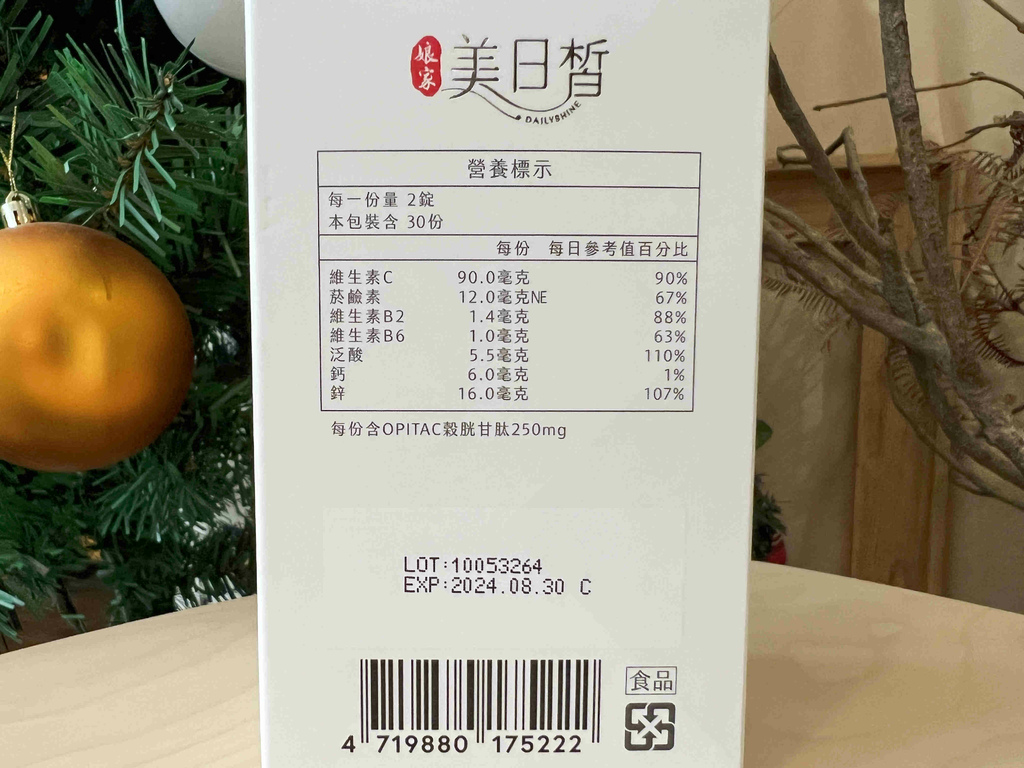 娘家
美日皙
DAILYSHINE
營養標示
每一份量 2錠
本包裝含 30份
每份 每日參考值百分比
維生素C 90.0毫克 90%
菸鹼素 12.0毫克NE 67%
維生素B2 1.4毫克 88%
維生素B6 1.0毫克 63%
泛酸 5.5毫克 110%
鈣 6.0毫克 1%
鋅 16.0毫克 107%
每份含OPITAC穀胱甘肽250mg
LOT:10053264
EXP:2024.08.30 C
食品
4 719880 175222